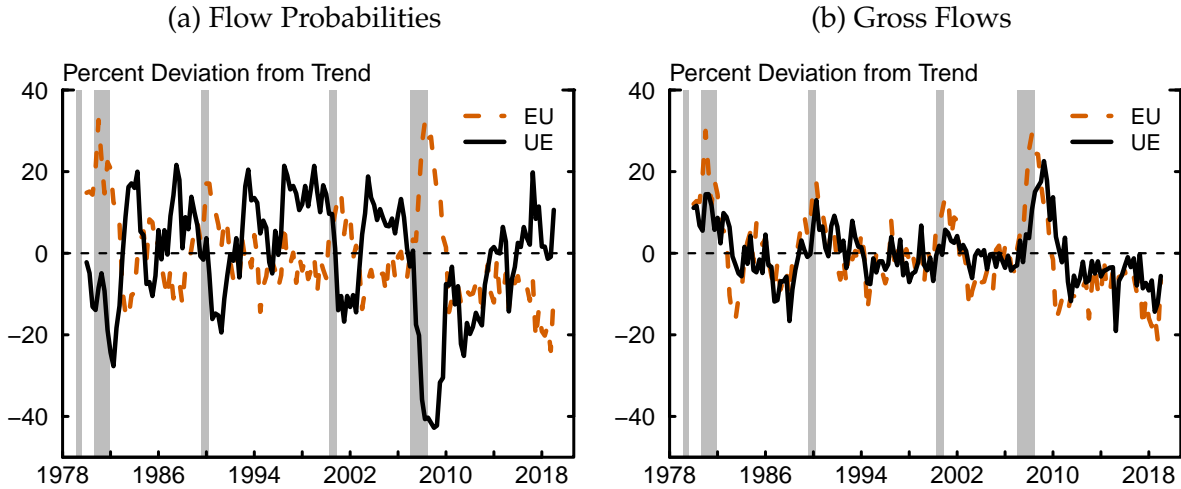 (a) Flow Probabilities
Percent Deviation from Trend
40
20
0
−20
−40
EU
UE
1978 1986 1994 2002 2010 2018
(b) Gross Flows
Percent Deviation from Trend
40
20
0
−20
−40
EU
UE
1978 1986 1994 2002 2010 2018